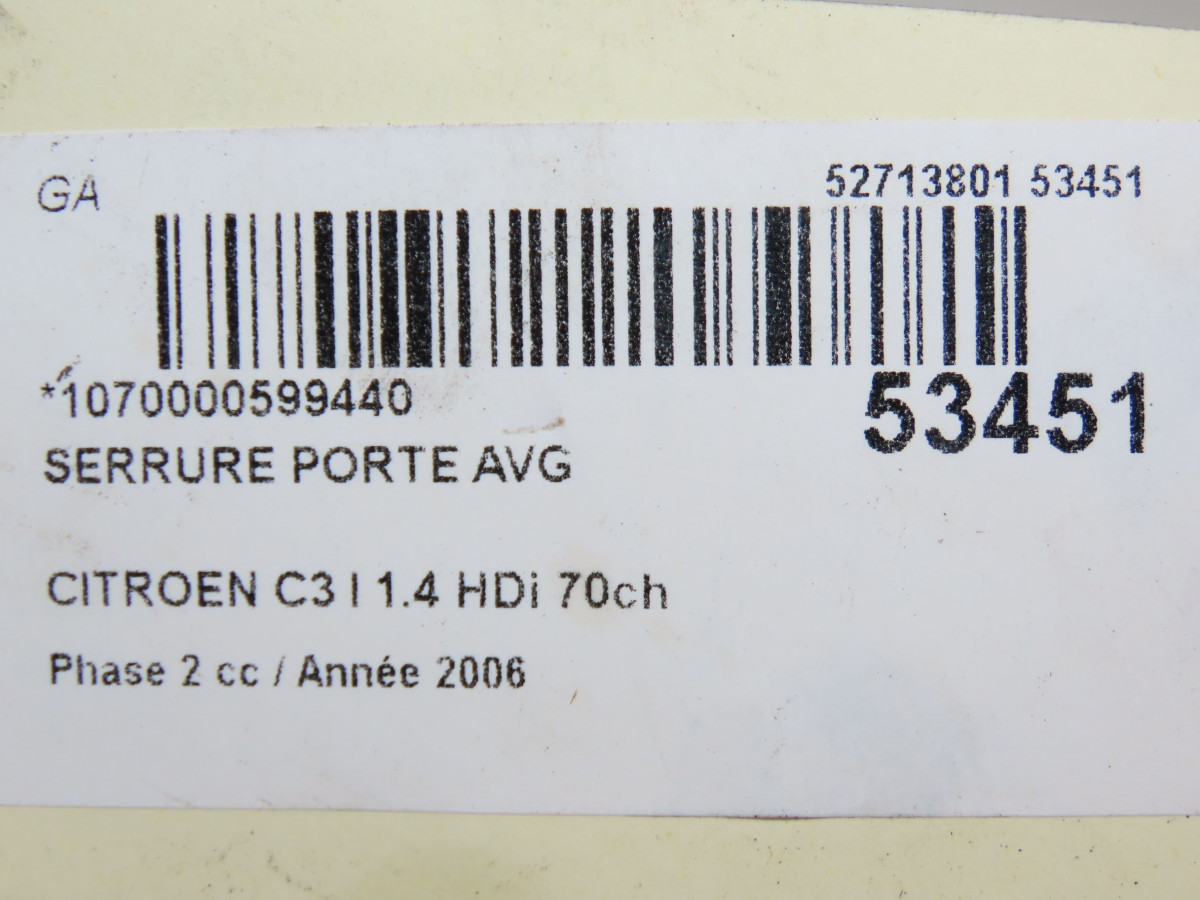 GA
52713801 53451
*1070000599440
53451
SERRURE PORTE AVG
CITROEN C3 I 1.4 HDi 70ch
Phase 2 cc / Année 2006